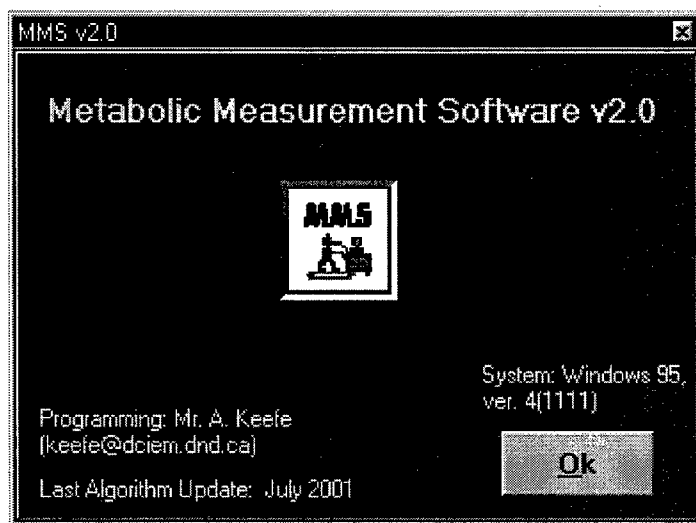 MMS v2.0
Metabolic Measurement Software v2.0
MMS
System: Windows 95,
ver. 4(1111)
Programming: Mr. A. Keefe
(keefe@dciem.dnd.ca)
Ok
Last Algorithm Update: July 2001